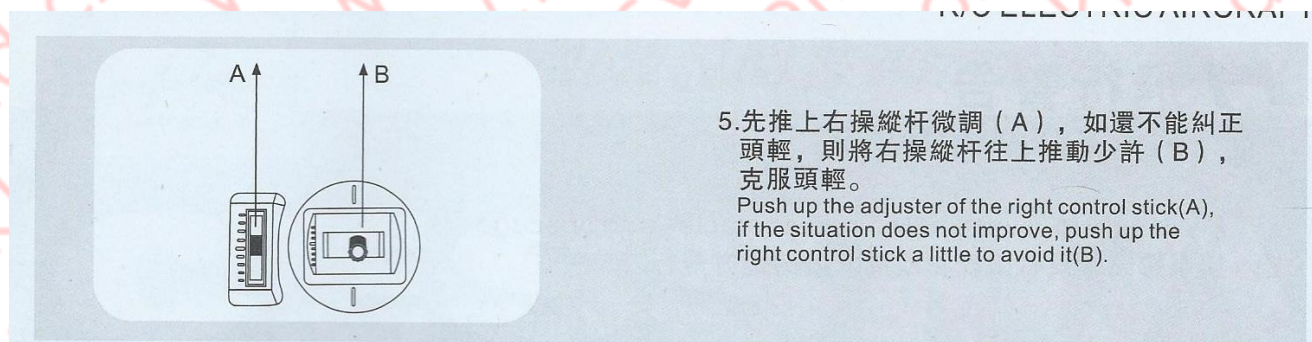 R/C ELECTRIC AIRCRAFT
A
B
5.先推上右操縱杆微調（A），如還不能糾正
頭輕，則將右操縱杆往上推動少許（B），
克服頭輕。
Push up the adjuster of the right control stick(A),
if the situation does not improve, push up the
right control stick a little to avoid it(B).